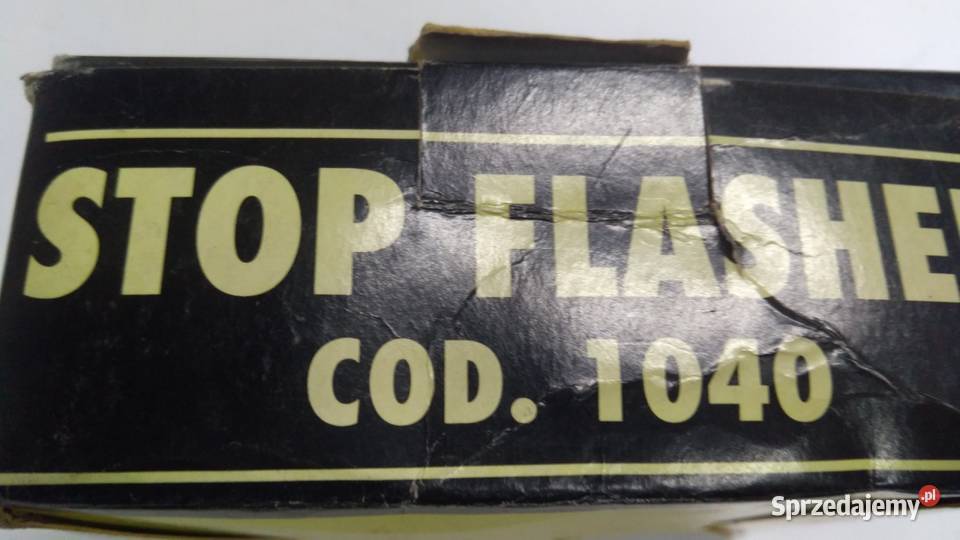 STOP FLASHE
COD. 1040
Sprzedajemy.pl